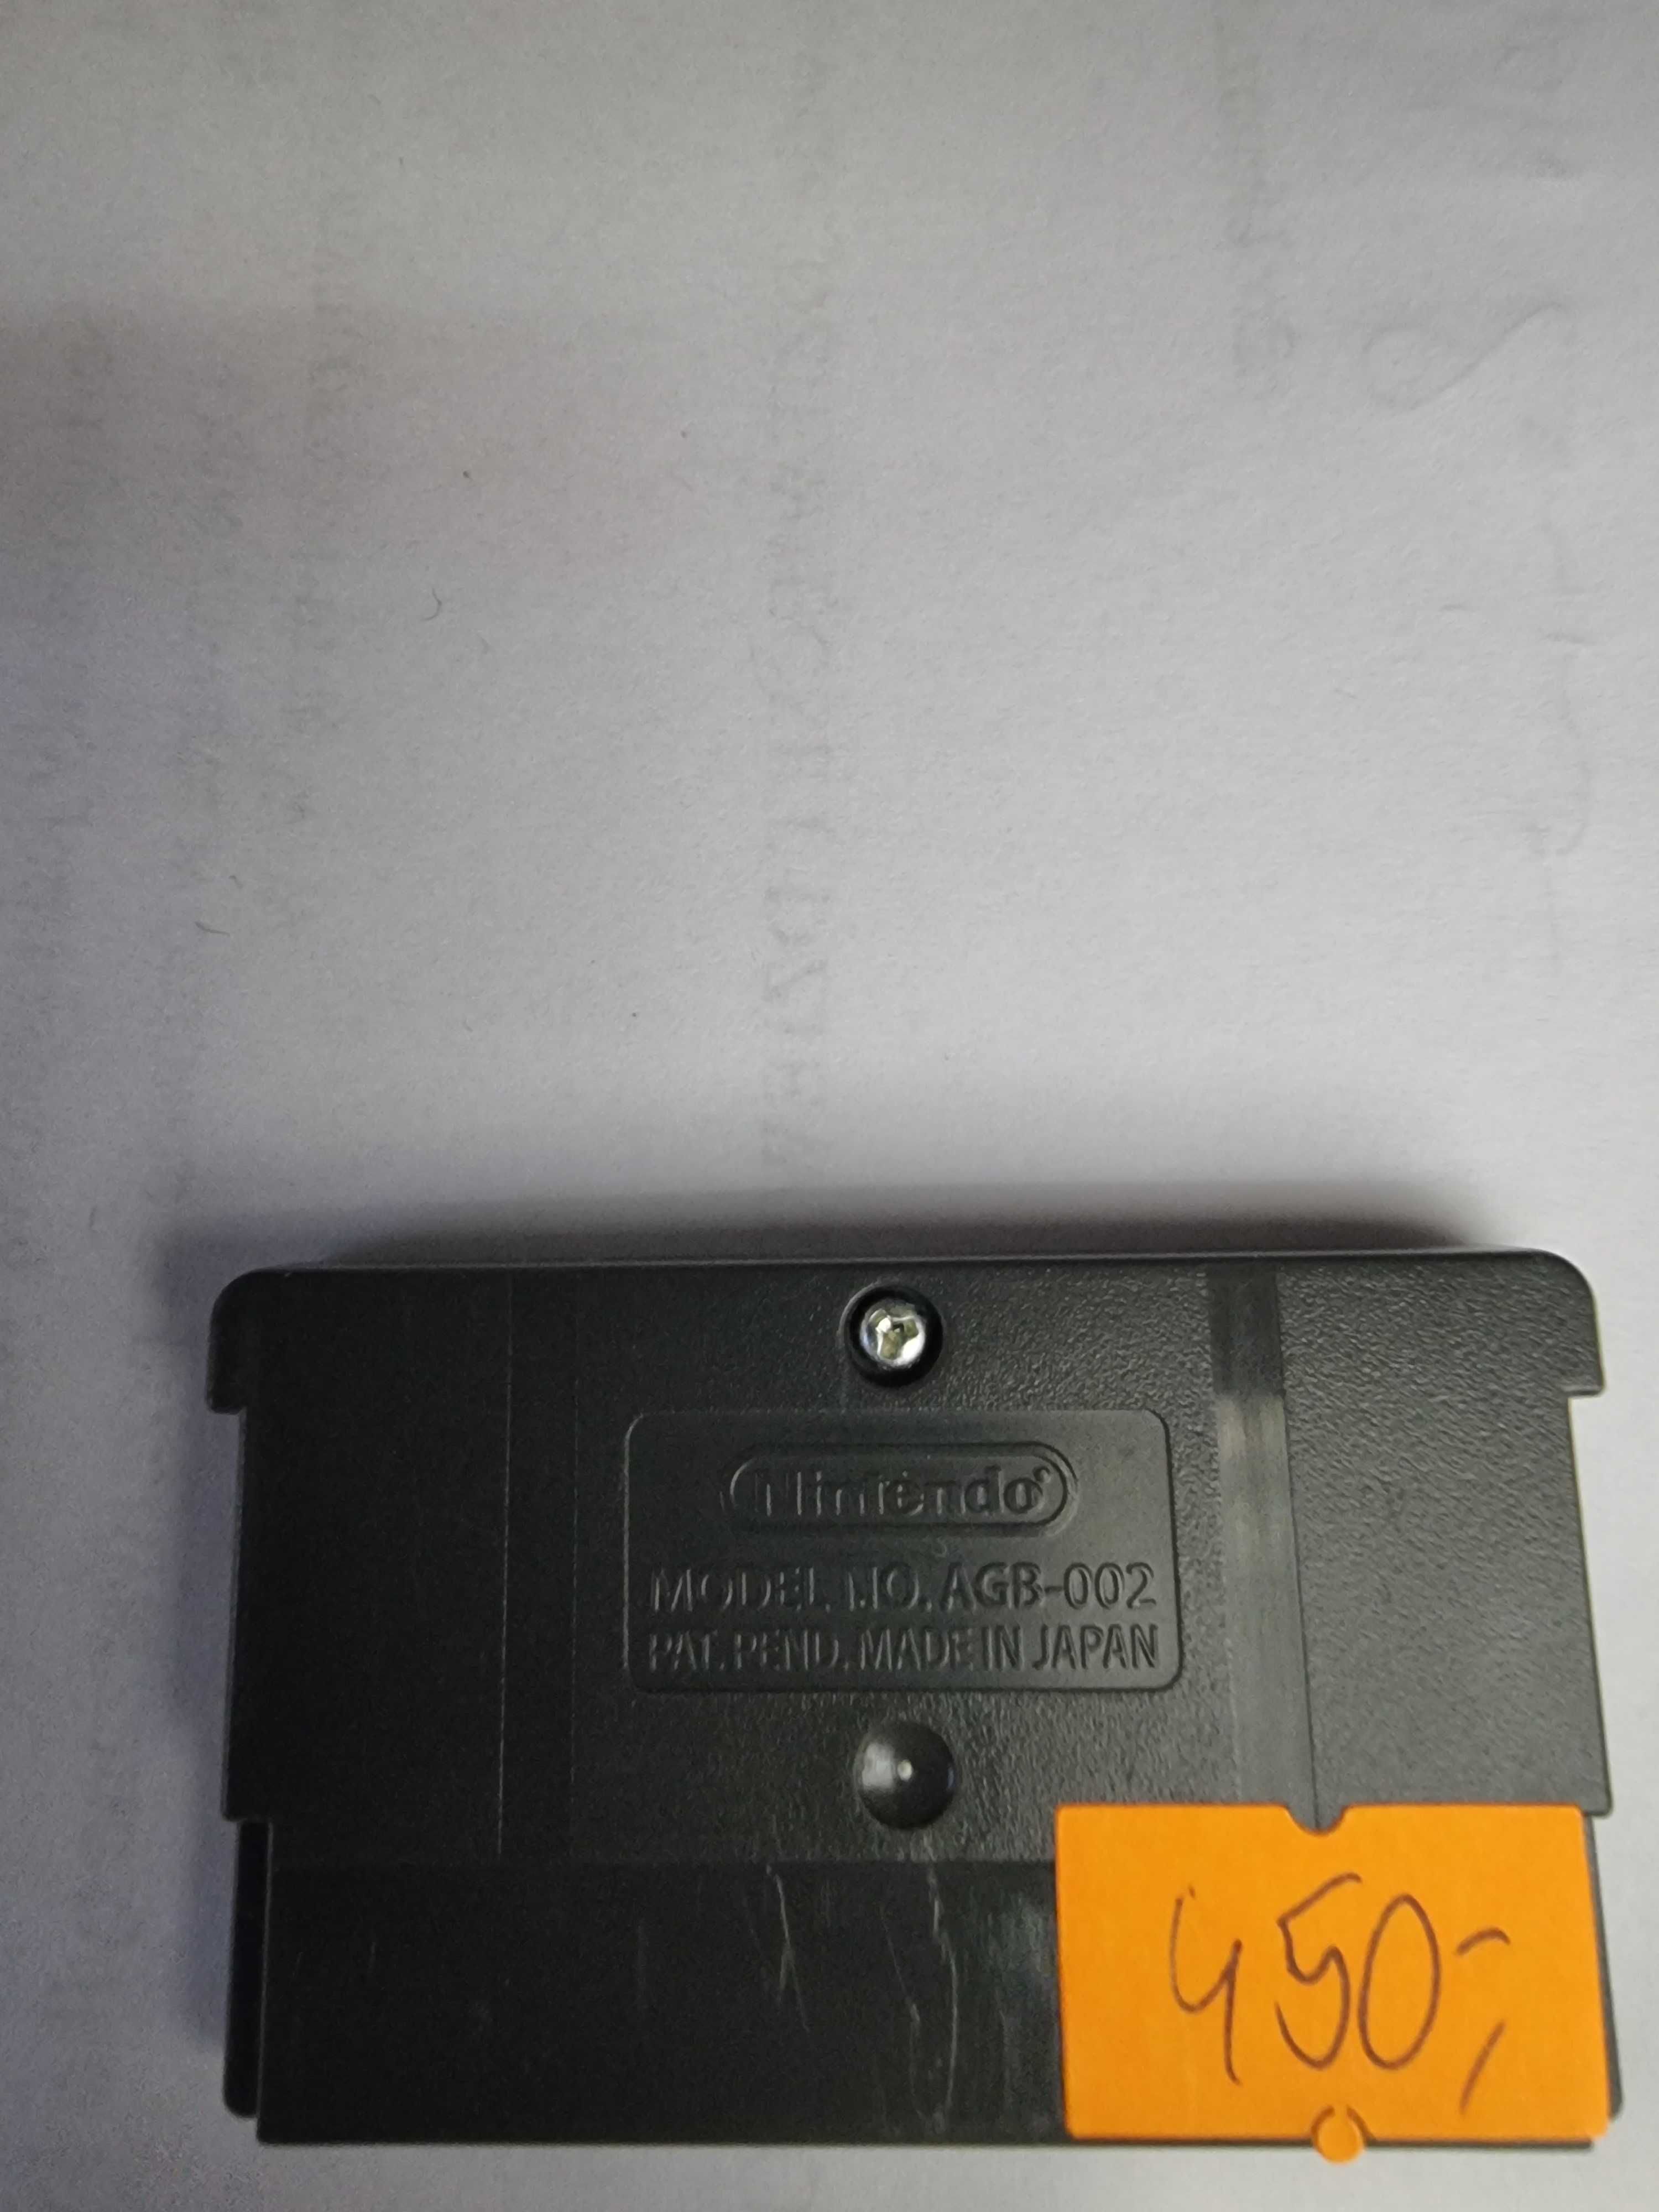 Nintendo
MODEL NO. AGB-002
PAT. PEND. MADE IN JAPAN
450,-